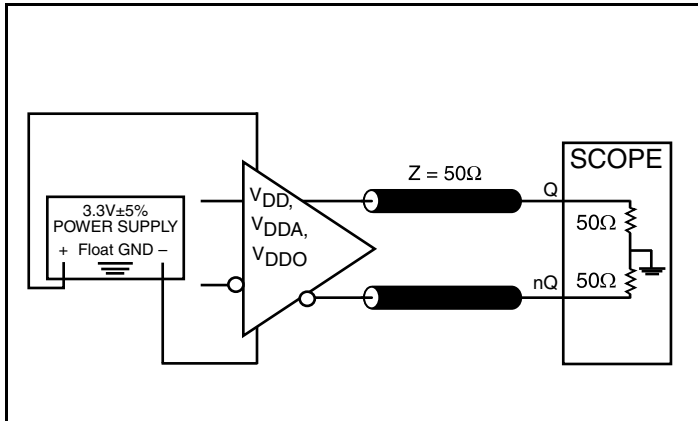 SCOPE
Z = 50Ω
Q
VDD,
3.3V±5%
POWER SUPPLY
+ Float GND –
VDDA,
VDDO
50Ω
50Ω
nQ